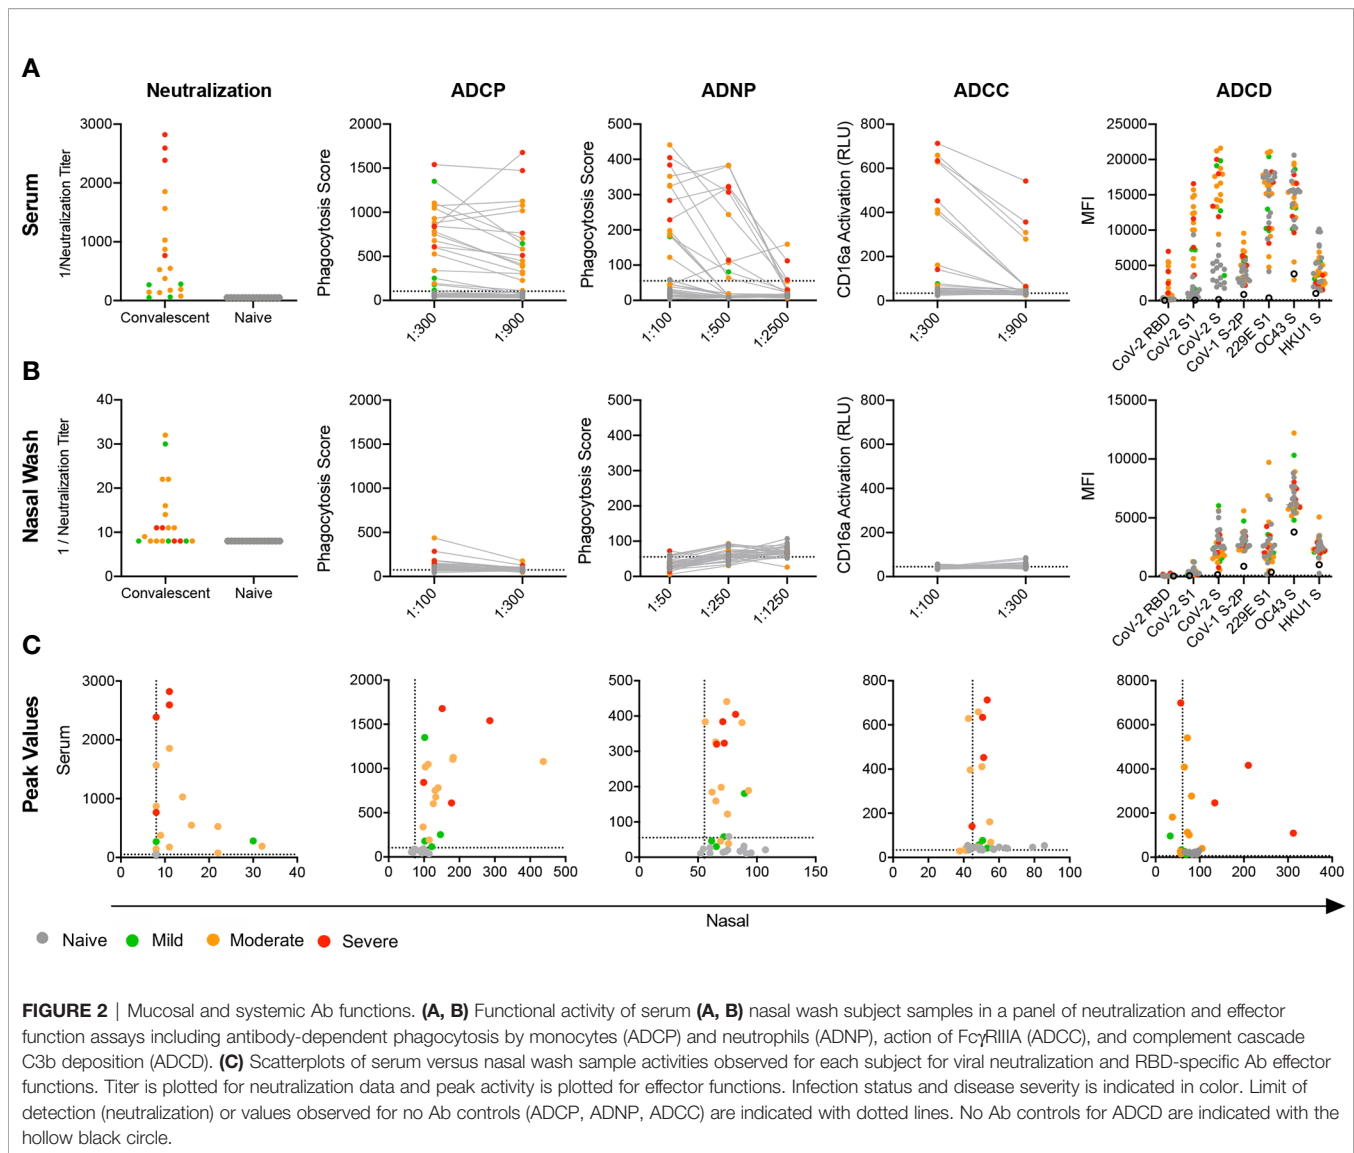 A
Neutralization
ADCP
ADNP
ADCC
ADCD
Serum
1/Neutralization Titer
3000
2000
1000
0
Convalescent
Naive
Phagocytosis Score
2000
1500
1000
500
0
1:300
1:900
Phagocytosis Score
500
400
300
200
100
0
1:100
1:500
1:2500
CD16a Activation (RLU)
800
600
400
200
0
1:300
1:900
MFI
25000
20000
15000
10000
5000
0
CoV-2 RBD
CoV-2 S1
CoV-2 S
CoV-1 S-2P
229E S1
OC43 S
HKU1 S
B
Nasal Wash
1 / Neutralization Titer
40
30
20
10
0
Convalescent
Naive
Phagocytosis Score
2000
1500
1000
500
0
1:100
1:300
Phagocytosis Score
500
400
300
200
100
0
1:50
1:250
1:1250
CD16a Activation (RLU)
800
600
400
200
0
1:100
1:300
MFI
15000
10000
5000
0
CoV-2 RBD
CoV-2 S1
CoV-2 S
CoV-1 S-2P
229E S1
OC43 S
HKU1 S
C
Peak Values
Serum
3000
2000
1000
0
0
10
20
30
40
2000
1500
1000
500
0
0
100
200
300
400
500
500
400
300
200
100
0
0
50
100
150
800
600
400
200
0
0
20
40
60
80
100
8000
6000
4000
2000
0
0
100
200
300
400
Nasal
Naive
Mild
Moderate
Severe
FIGURE 2 | Mucosal and systemic Ab functions. (A, B) Functional activity of serum (A, B) nasal wash subject samples in a panel of neutralization and effector
function assays including antibody-dependent phagocytosis by monocytes (ADCP) and neutrophils (ADNP), action of FcγRIIIA (ADCC), and complement cascade
C3b deposition (ADCD). (C) Scatterplots of serum versus nasal wash sample activities observed for each subject for viral neutralization and RBD-specific Ab effector
functions. Titer is plotted for neutralization data and peak activity is plotted for effector functions. Infection status and disease severity is indicated in color. Limit of
detection (neutralization) or values observed for no Ab controls (ADCP, ADNP, ADCC) are indicated with dotted lines. No Ab controls for ADCD are indicated with the
hollow black circle.